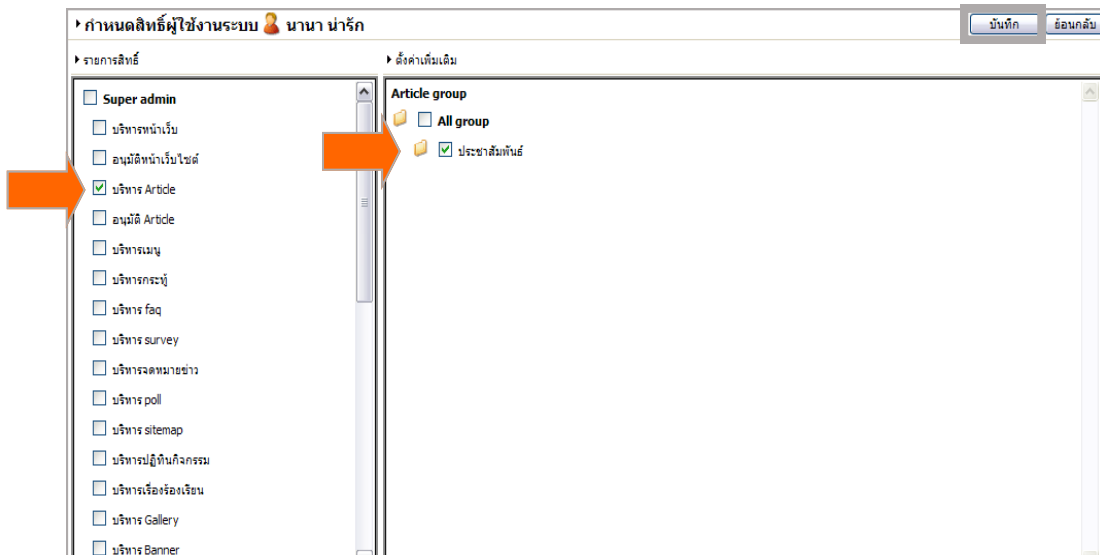 กำหนดสิทธิ์ผู้ใช้งานระบบ นานา น่ารัก
บันทึก ย้อนกลับ
รายการสิทธิ์
ตั้งค่าเพิ่มเติม
Super admin
บริหารหน้าเว็บ
อนุมัติหน้าเว็บไซต์
บริหาร Article
อนุมัติ Article
บริหารเมนู
บริหารกระทู้
บริหาร faq
บริหาร survey
บริหารจดหมายข่าว
บริหาร poll
บริหาร sitemap
บริหารปฏิทินกิจกรรม
บริหารเรื่องร้องเรียน
บริหาร Gallery
บริหาร Banner
Article group
All group
ประชาสัมพันธ์